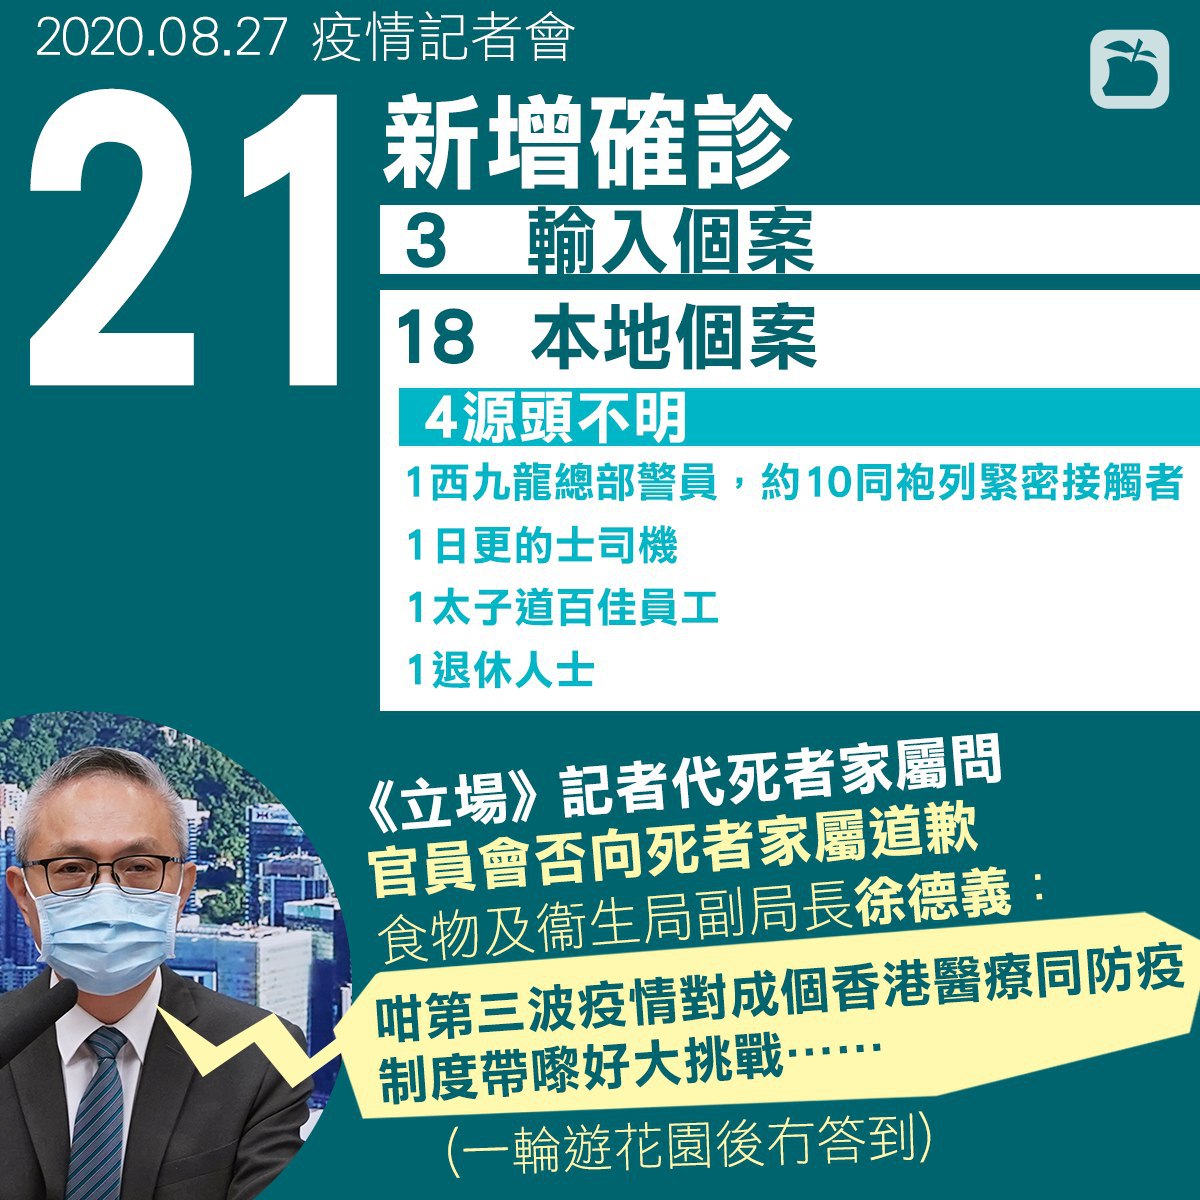 2020.08.27 疫情記者會
21
新增確診
3 輸入個案
18 本地個案
4源頭不明
1西九龍總部警員，約10同袍列緊密接觸者
1日更的士司機
1太子道百佳員工
1退休人士
《立場》記者代死者家屬問
官員會否向死者家屬道歉
食物及衞生局副局長徐德義：
咁第三波疫情對成個香港醫療同防疫
制度帶嚟好大挑戰⋯⋯
(一輪遊花園後冇答到)